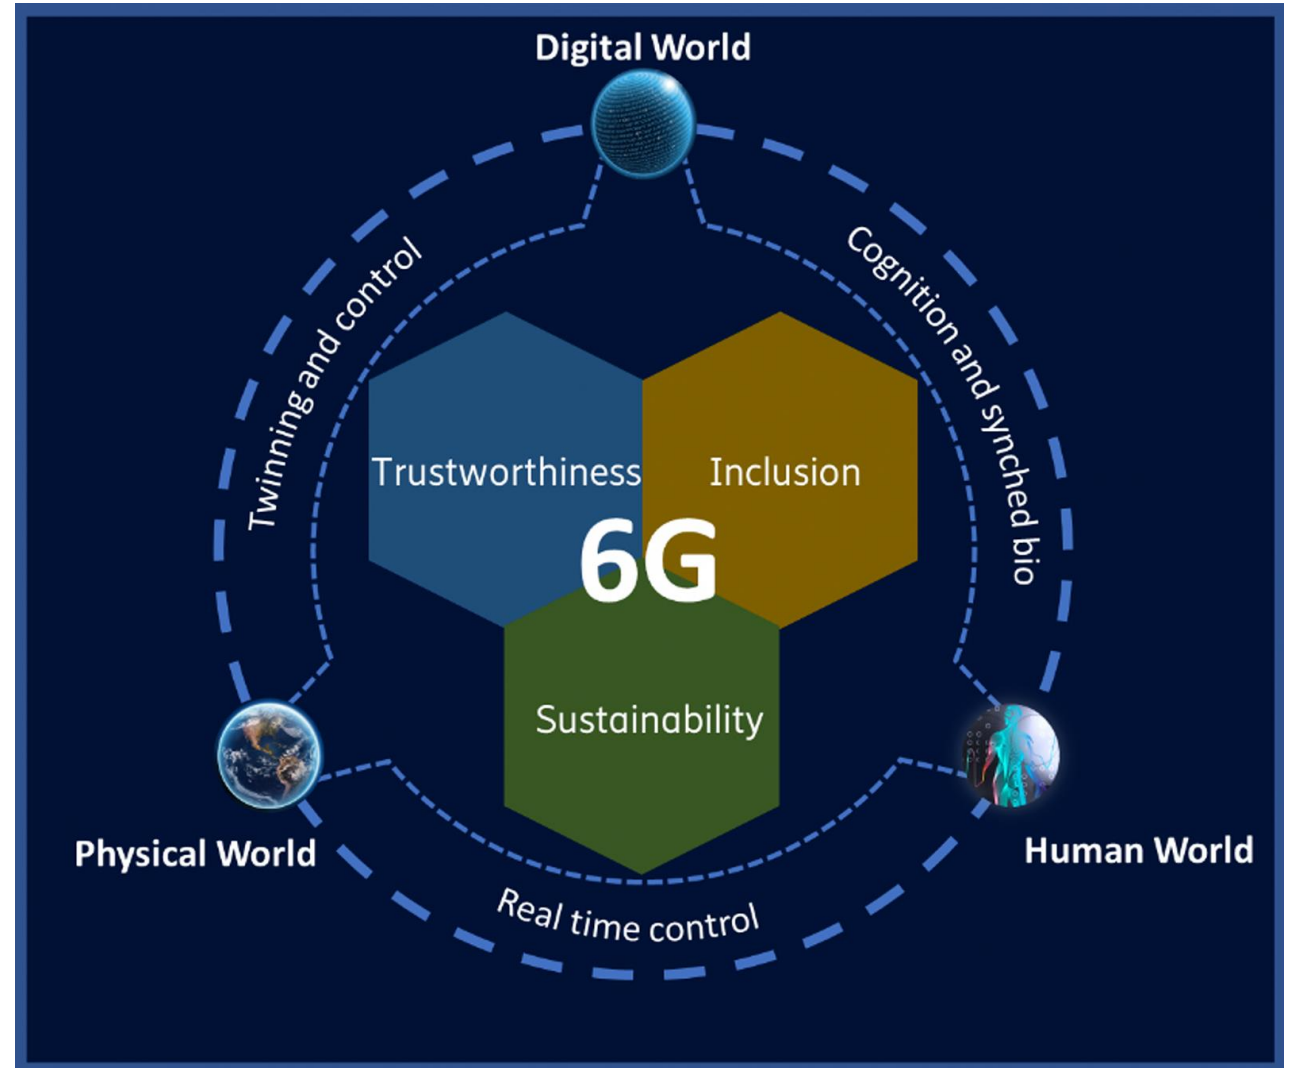 Digital World
Twinning and control
Cognition and synched bio
Trustworthiness
Inclusion
6G
Sustainability
Physical World
Human World
Real time control